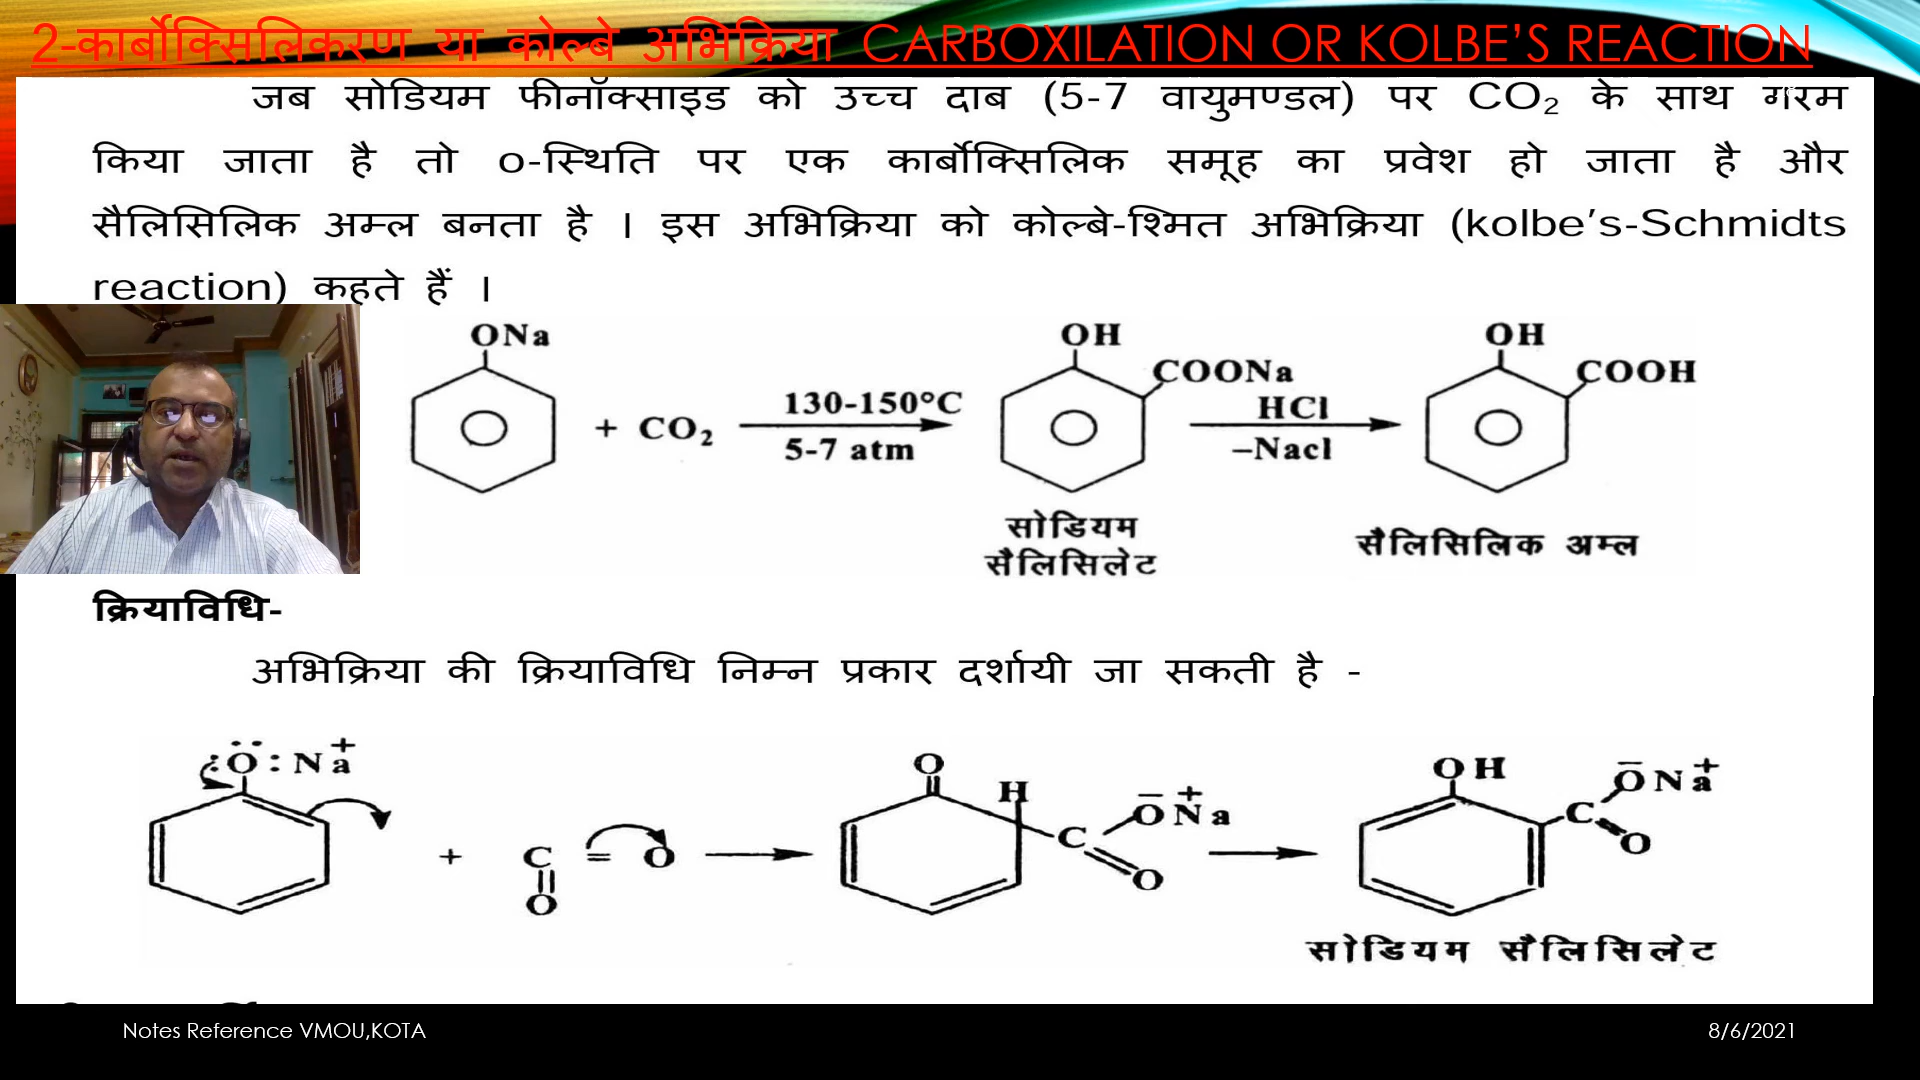 2-कार्बोक्सिलिकरण या कोल्बे अभिक्रिया CARBOXILATION OR KOLBE'S REACTION
जब सोडियम फीनॉक्साइड को उच्च दाब (5-7 वायुमण्डल) पर CO₂ के साथ गरम
किया जाता है तो o-स्थिति पर एक कार्बोक्सिलिक समूह का प्रवेश हो जाता है और
सैलिसिलिक अम्ल बनता है । इस अभिक्रिया को कोल्बे-श्मित अभिक्रिया (kolbe's-Schmidts
reaction) कहते हैं ।
ONa + CO₂ 130-150°C 5-7 atm OH COONa HCl –Nacl OH COOH
सोडियम
सैलिसिलेट
सैलिसिलिक अम्ल
क्रियाविधि-
अभिक्रिया की क्रियाविधि निम्न प्रकार दर्शायी जा सकती है -
:Ö: Na⁺ + C = O O O H C O⁻ Na⁺ O OH C O⁻ Na⁺ O
सोडियम सैलिसिलेट
Notes Reference VMOU,KOTA
8/6/2021